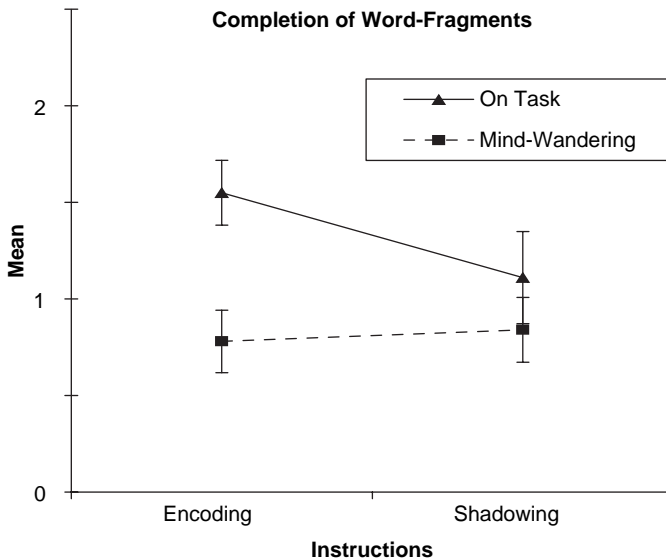 Completion of Word-Fragments
2
On Task
Mind-Wandering
Mean
1
0
Encoding Shadowing
Instructions